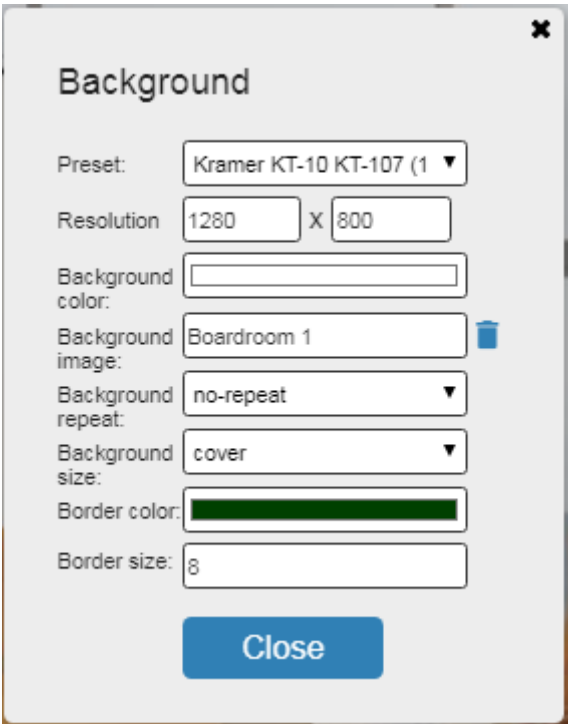 Background
Preset: Kramer KT-10 KT-107 (1
Resolution 1280 X 800
Background
color:
Background Boardroom 1
image:
Background no-repeat
repeat:
Background cover
size:
Border color:
Border size: 8
Close